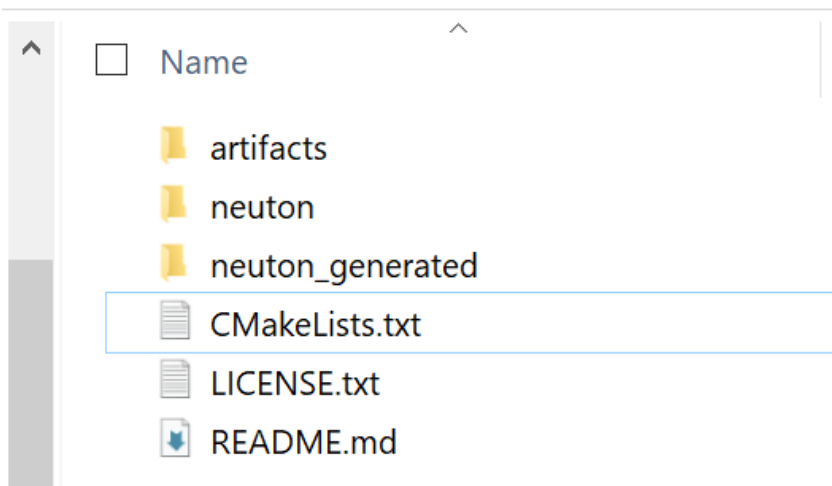 Name
artifacts
neuton
neuton_generated
CMakeLists.txt
LICENSE.txt
README.md